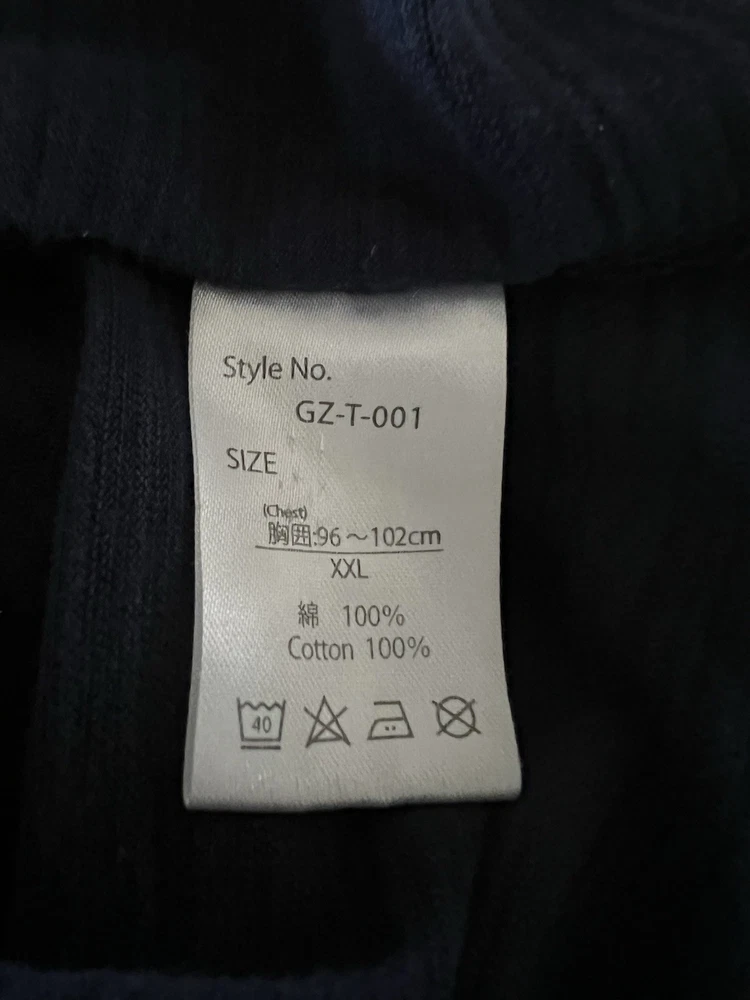 Style No.
GZ-T-001
SIZE
(Chest)
胸囲:96～102cm
XXL
綿 100%
Cotton 100%
40